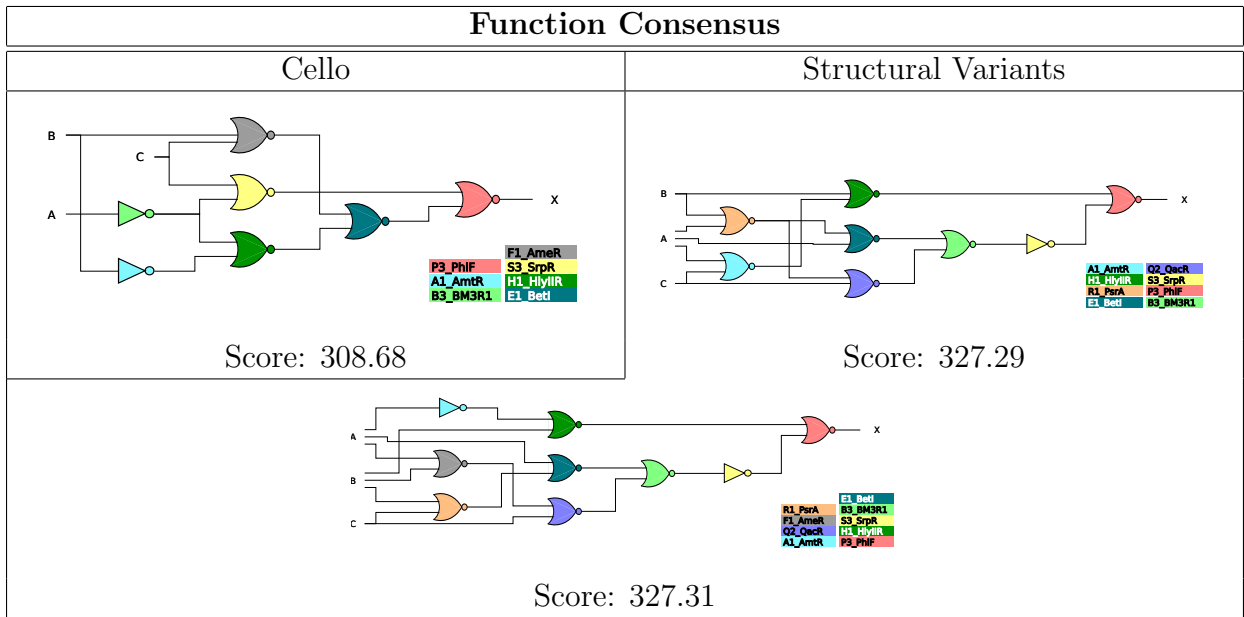 Function Consensus
Cello
Structural Variants
B
C
A
X
F1_AmeR
P3_PhlF
S3_SrpR
A1_AmtR
H1_HlyIIR
B3_BM3R1
E1_BetI
Score: 308.68
B
A
C
X
A1_AmtR
Q2_QacR
H1_HlyIIR
S3_SrpR
R1_PsrA
P3_PhlF
E1_BetI
B3_BM3R1
Score: 327.29
A
B
C
X
E1_BetI
R1_PsrA
B3_BM3R1
F1_AmeR
S3_SrpR
Q2_QacR
H1_HlyIIR
A1_AmtR
P3_PhlF
Score: 327.31